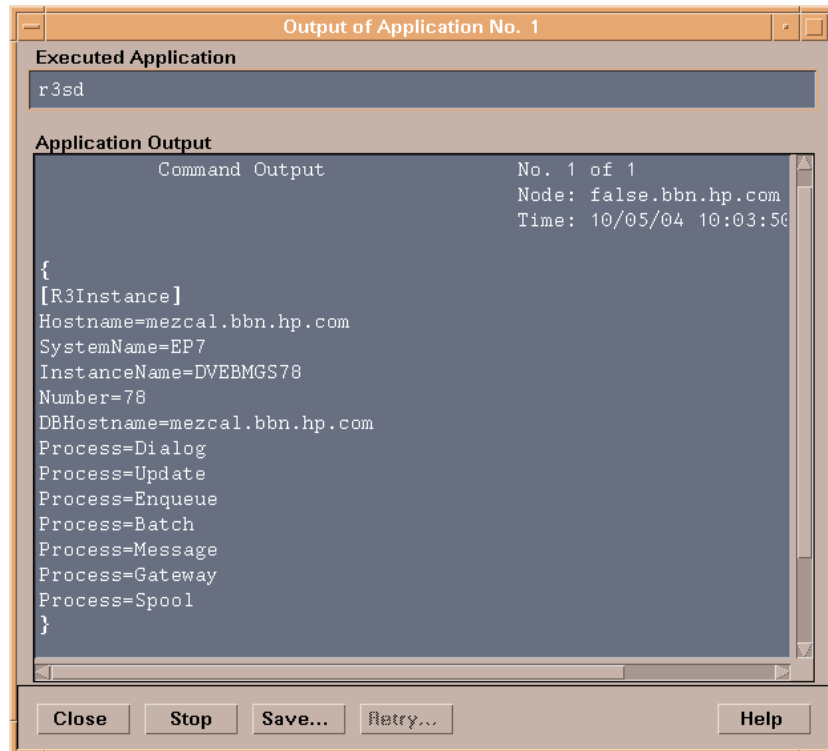 Output of Application No. 1
Executed Application
r3sd
Application Output
Command Output No. 1 of 1
Node: false.bbn.hp.com
Time: 10/05/04 10:03:50
{
[R3Instance]
Hostname=mezcal.bbn.hp.com
SystemName=EP7
InstanceName=DVEBMGS78
Number=78
DBHostname=mezcal.bbn.hp.com
Process=Dialog
Process=Update
Process=Enqueue
Process=Batch
Process=Message
Process=Gateway
Process=Spool
}
Close Stop Save... Retry... Help